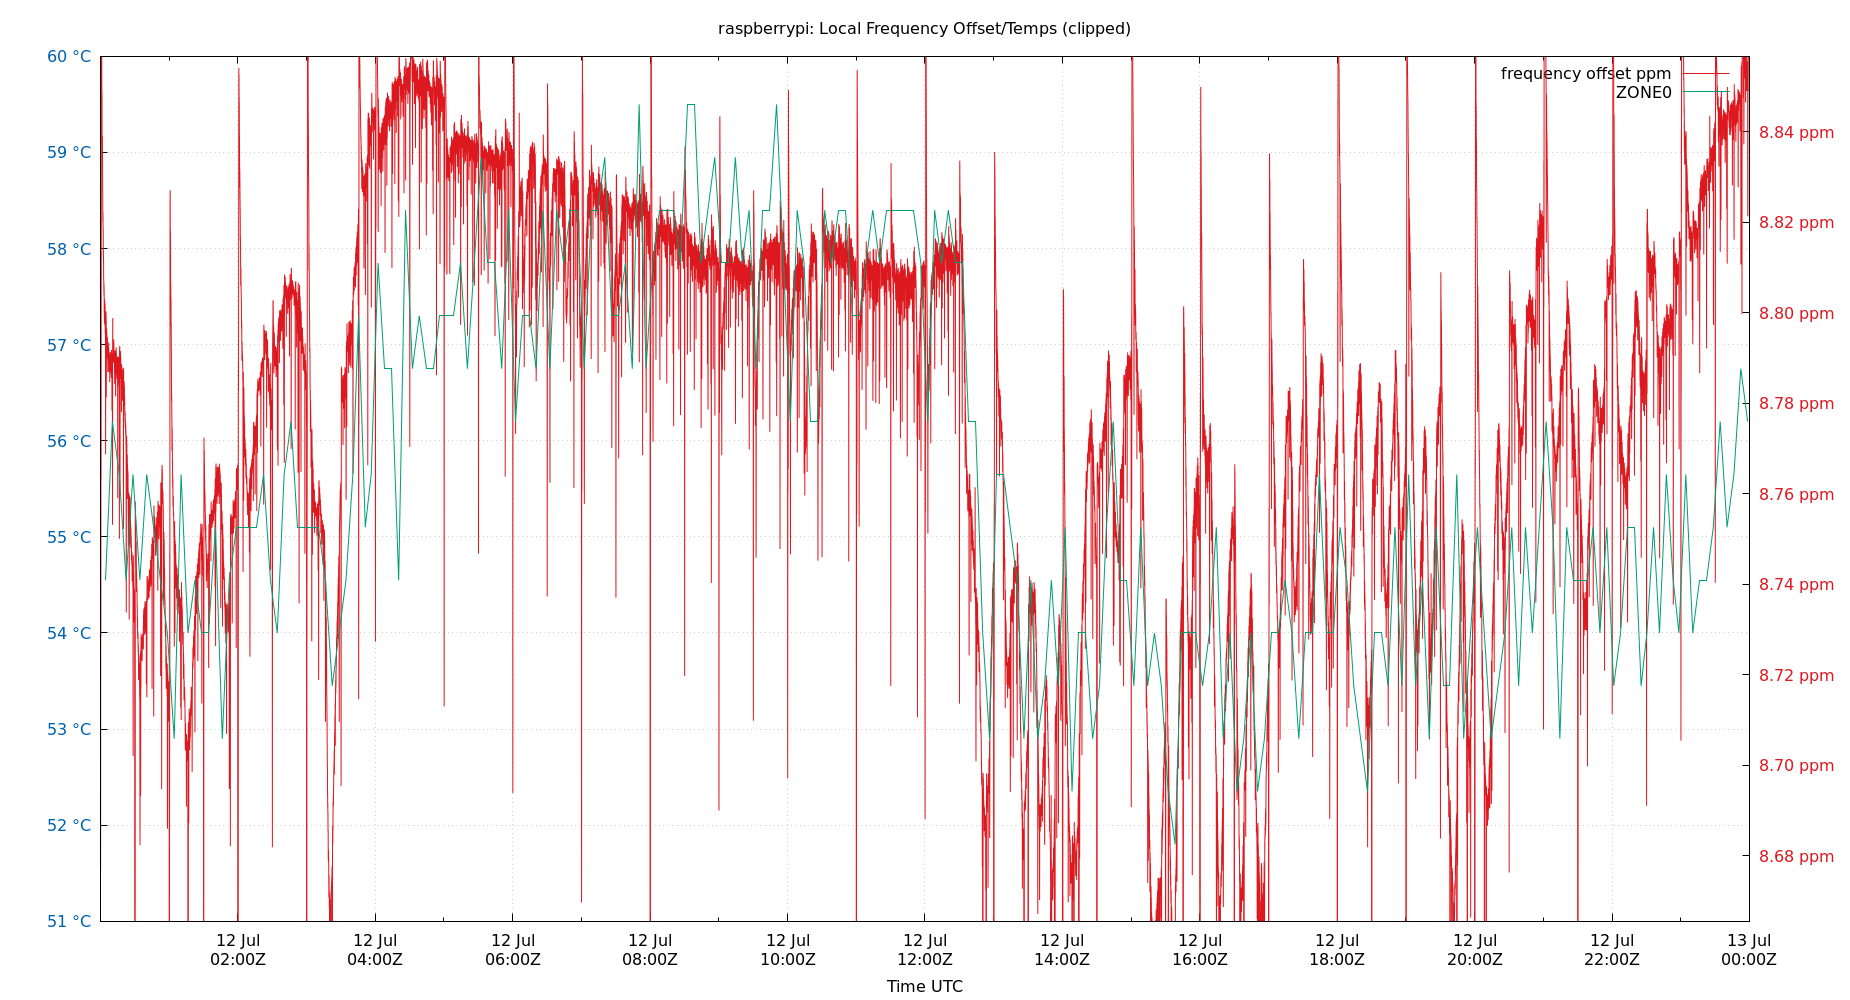 raspberrypi: Local Frequency Offset/Temps (clipped)
frequency offset ppm
ZONE0
60 °C
59 °C
58 °C
57 °C
56 °C
55 °C
54 °C
53 °C
52 °C
51 °C
8.84 ppm
8.82 ppm
8.80 ppm
8.78 ppm
8.76 ppm
8.74 ppm
8.72 ppm
8.70 ppm
8.68 ppm
12 Jul 12 Jul 12 Jul 12 Jul 12 Jul 12 Jul 12 Jul 12 Jul 12 Jul 12 Jul 12 Jul 13 Jul
02:00Z 04:00Z 06:00Z 08:00Z 10:00Z 12:00Z 14:00Z 16:00Z 18:00Z 20:00Z 22:00Z 00:00Z
Time UTC